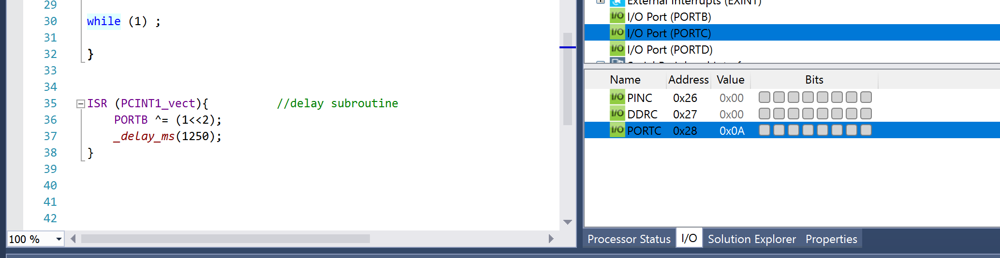 29
30 while (1) ;
31
32 }
33
34
35 ISR (PCINT1_vect){ //delay subroutine
36 PORTB ^= (1<<2);
37 _delay_ms(1250);
38 }
39
40
41
42
100 %
External Interrupts (EXINT)
I/O I/O Port (PORTB)
I/O I/O Port (PORTC)
I/O I/O Port (PORTD)
Name Address Value Bits
I/O PINC 0x26 0x00
I/O DDRC 0x27 0x00
I/O PORTC 0x28 0x0A
Processor Status I/O Solution Explorer Properties